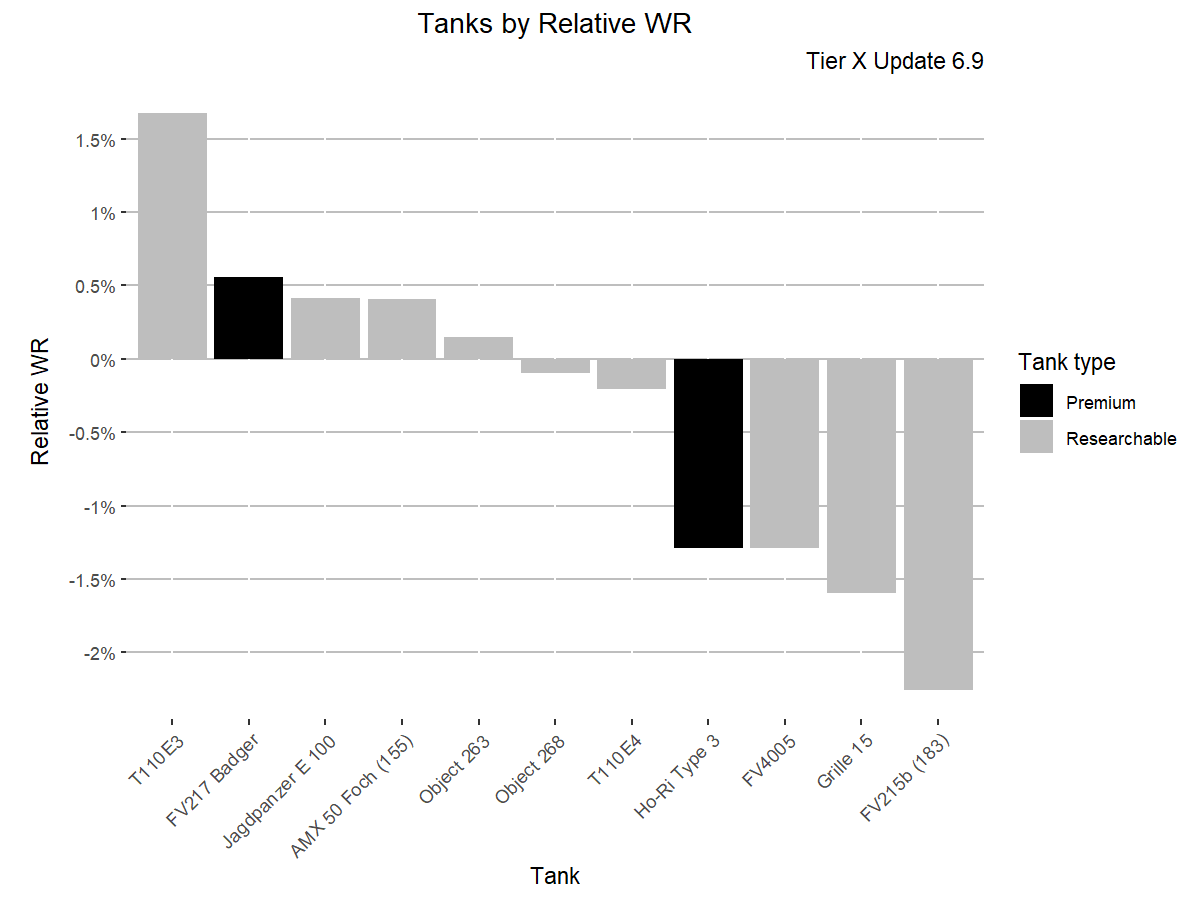 Tanks by Relative WR
Tier X Update 6.9
Relative WR
1.5%
1%
0.5%
0%
-0.5%
-1%
-1.5%
-2%
T110E3
FV217 Badger
Jagdpanzer E 100
AMX 50 Foch (155)
Object 263
Object 268
T110E4
Ho-Ri Type 3
FV4005
Grille 15
FV215b (183)
Tank
Tank type
Premium
Researchable